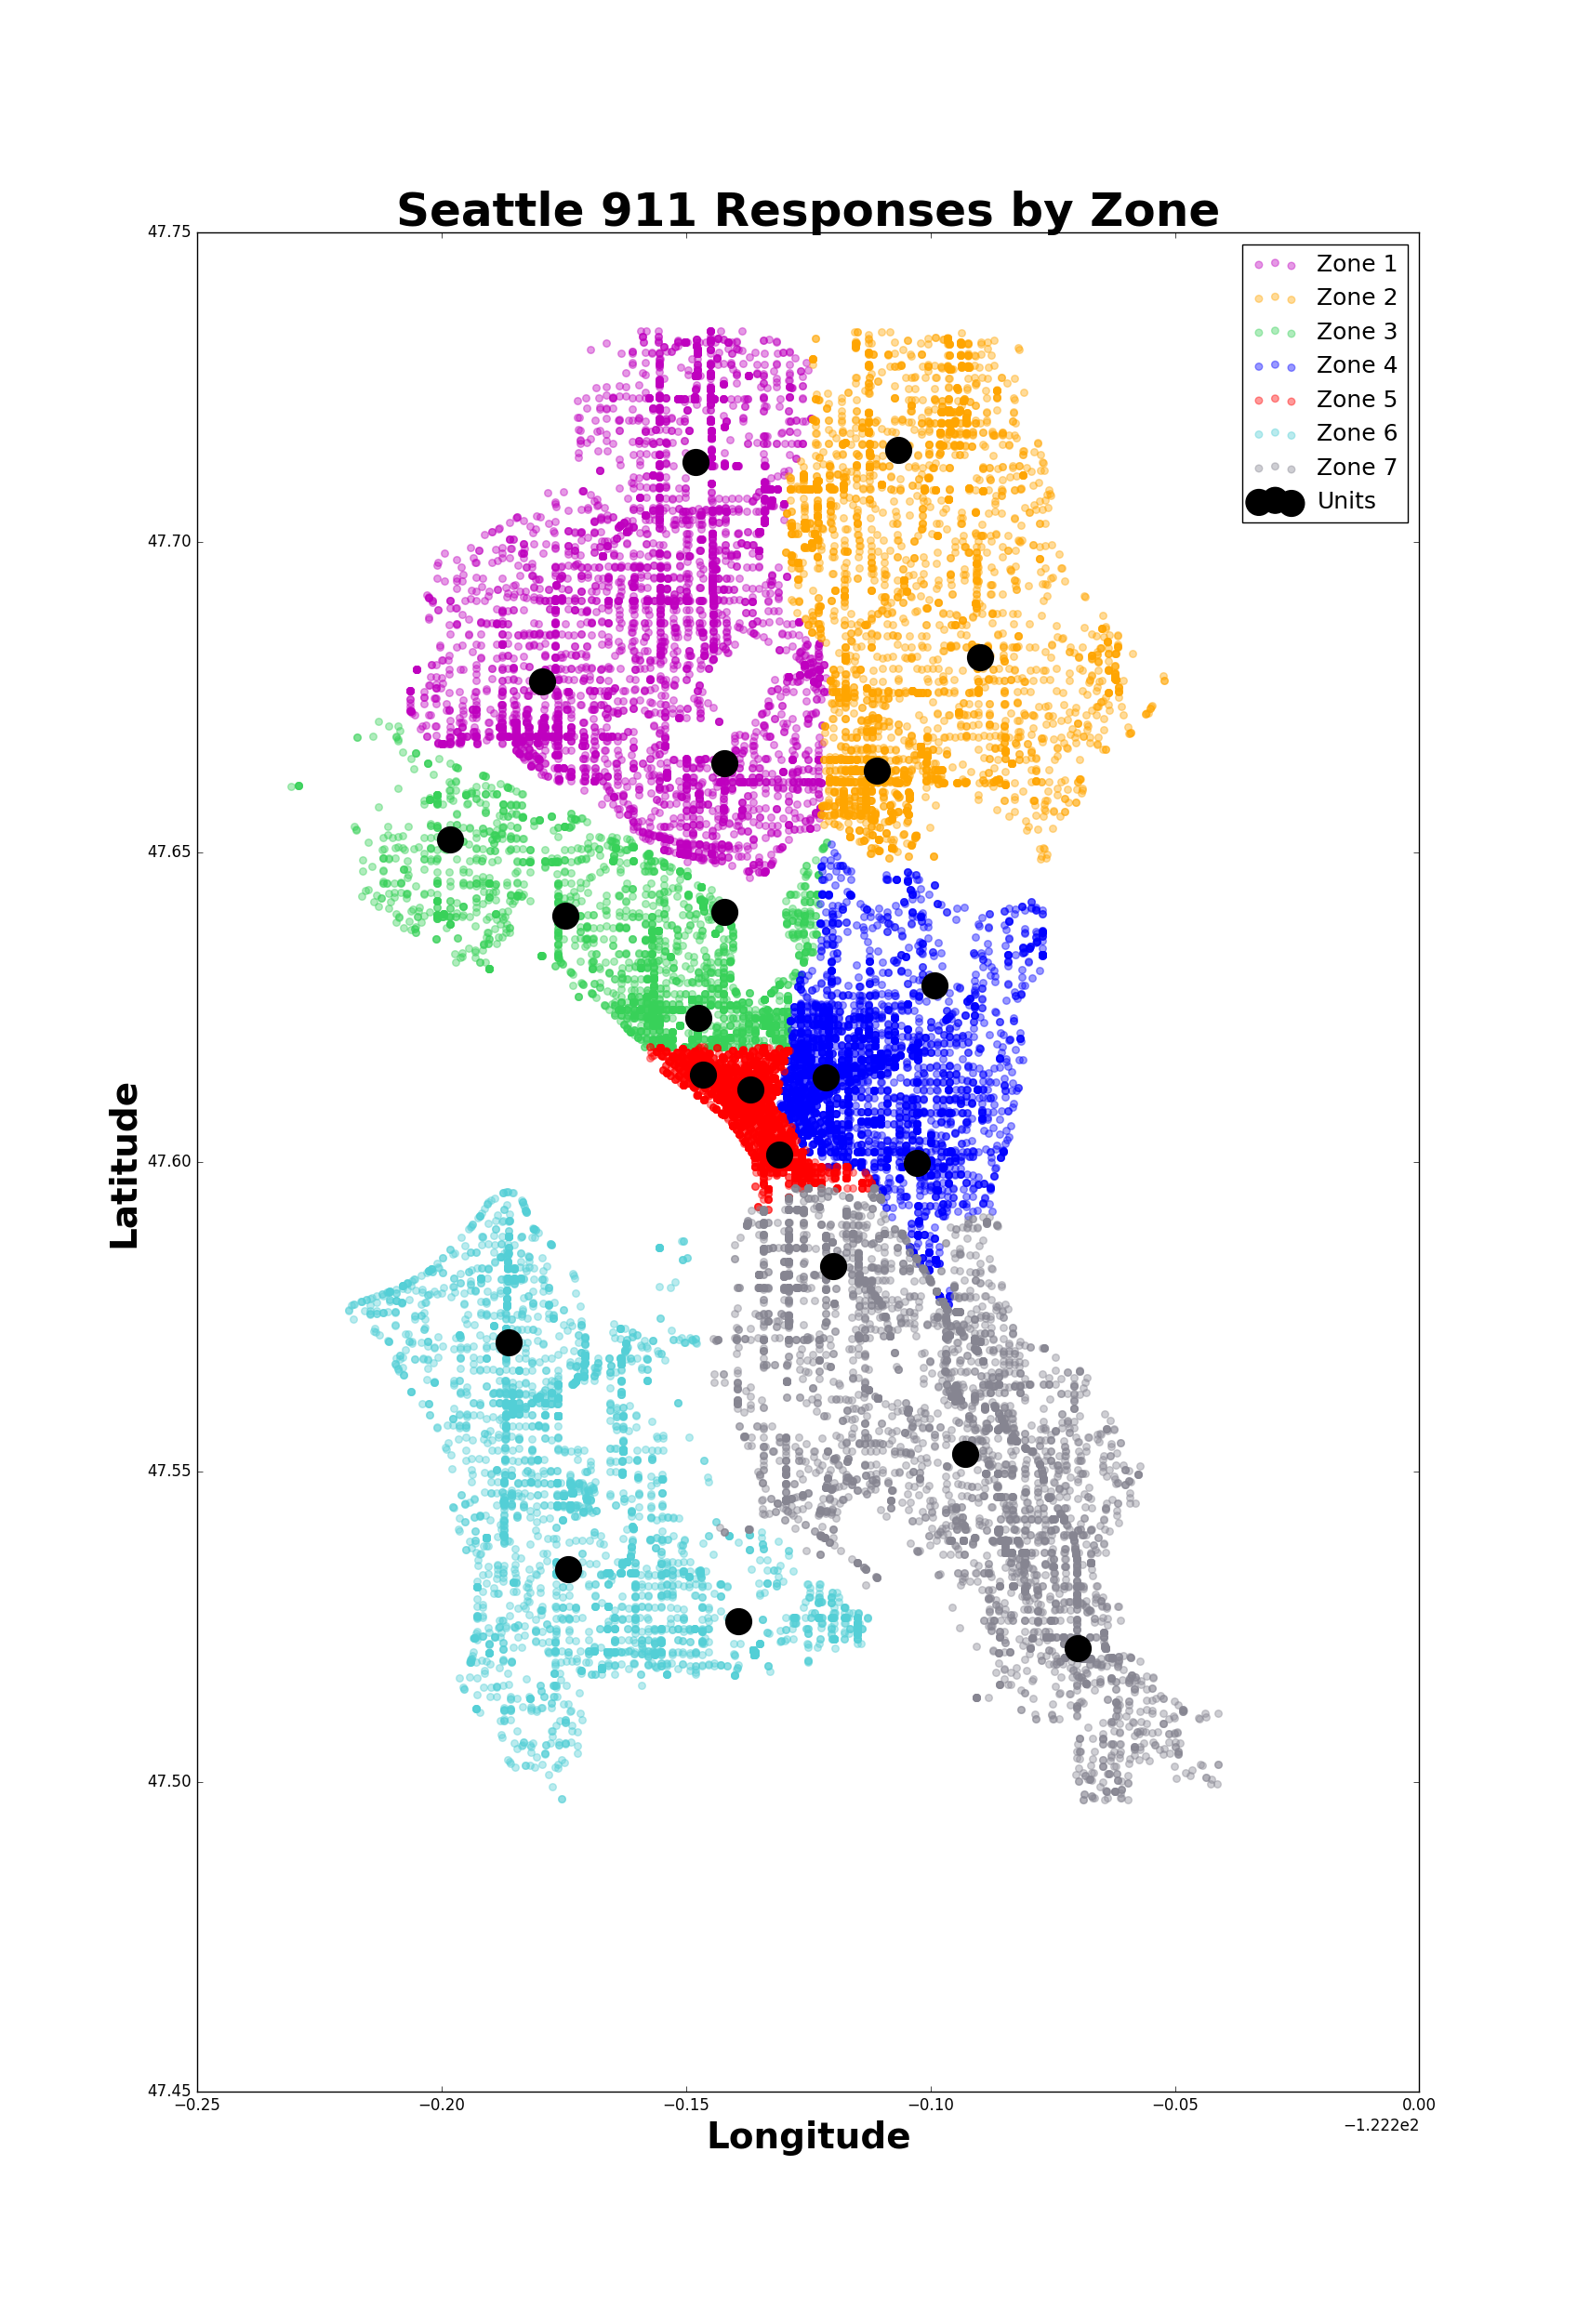 Seattle 911 Responses by Zone
47.75
47.70
47.65
47.60
47.55
47.50
47.45
Latitude
Zone 1
Zone 2
Zone 3
Zone 4
Zone 5
Zone 6
Zone 7
Units
−0.25 −0.20 −0.15 −0.10 −0.05 0.00
−1.222e2
Longitude